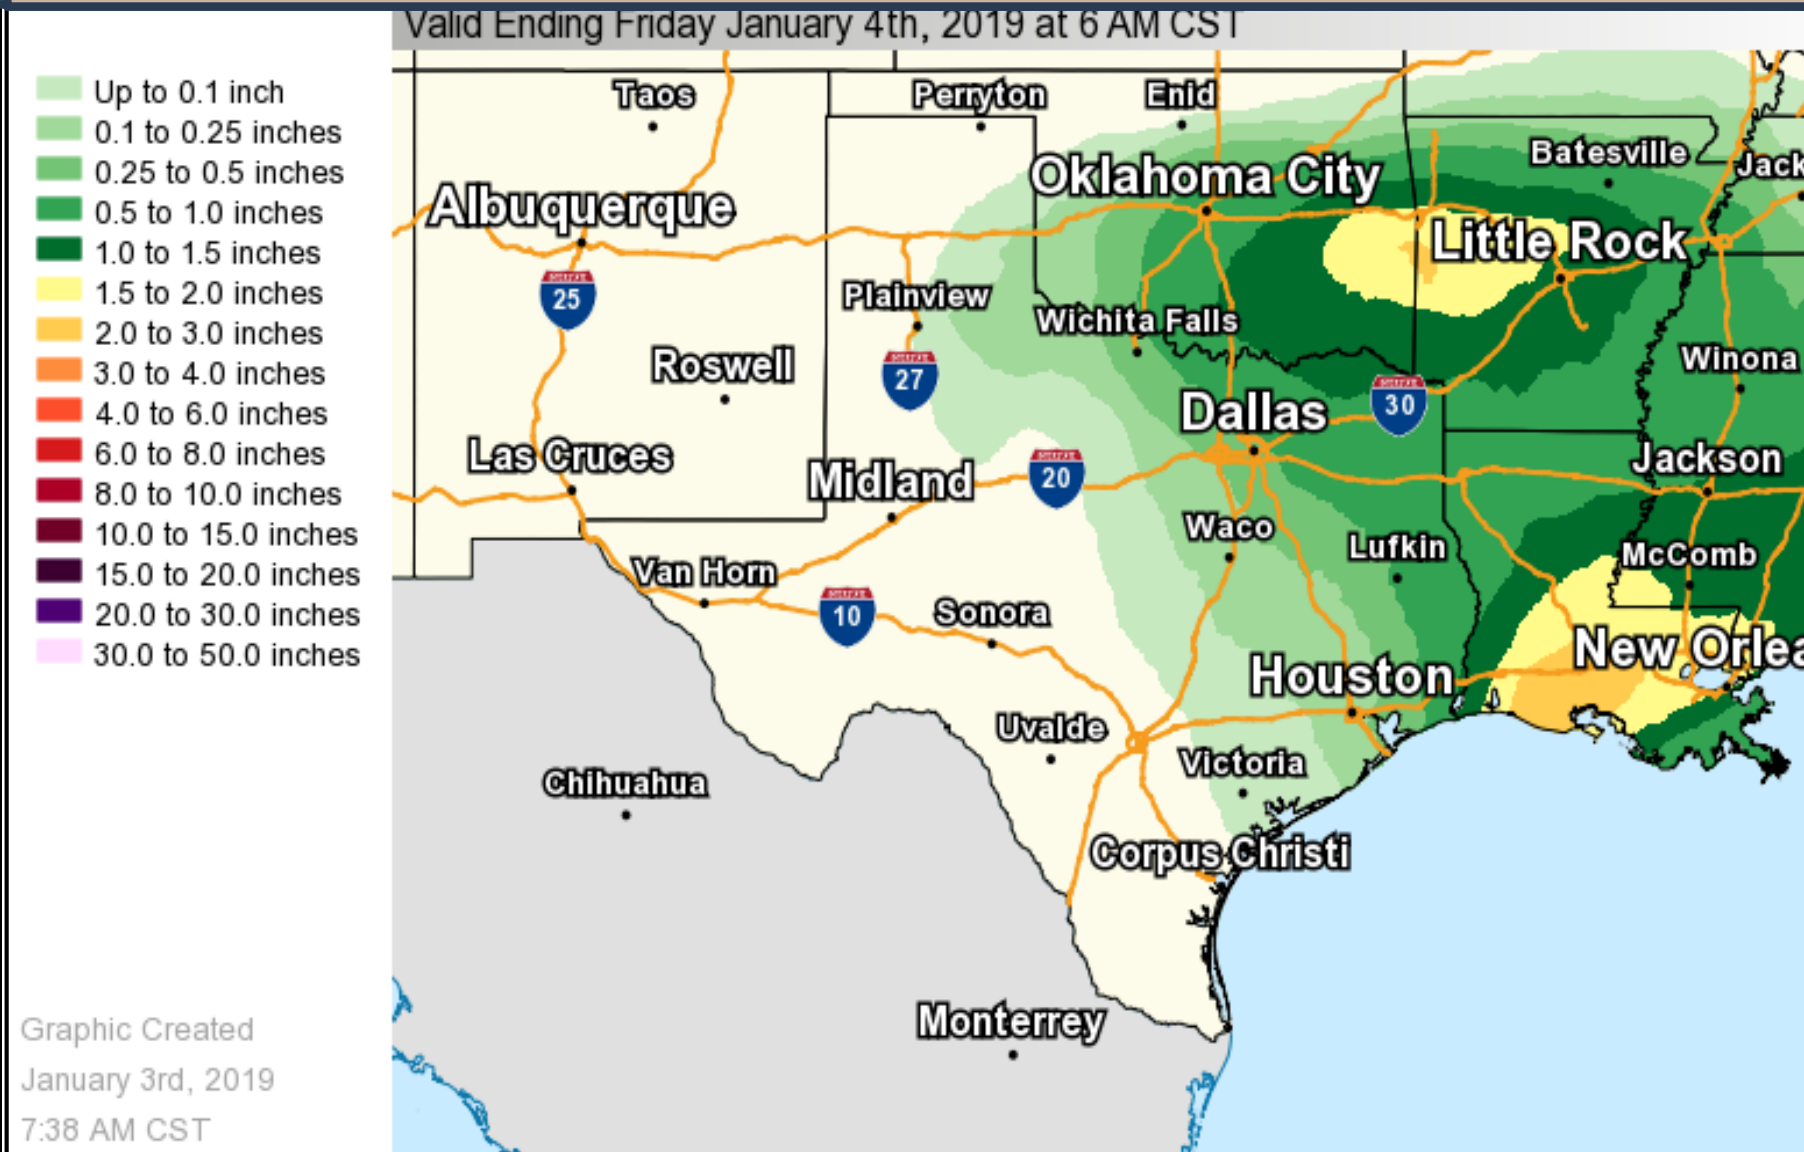 Valid Ending Friday January 4th, 2019 at 6 AM CST
Up to 0.1 inch
0.1 to 0.25 inches
0.25 to 0.5 inches
0.5 to 1.0 inches
1.0 to 1.5 inches
1.5 to 2.0 inches
2.0 to 3.0 inches
3.0 to 4.0 inches
4.0 to 6.0 inches
6.0 to 8.0 inches
8.0 to 10.0 inches
10.0 to 15.0 inches
15.0 to 20.0 inches
20.0 to 30.0 inches
30.0 to 50.0 inches
Graphic Created
January 3rd, 2019
7:38 AM CST
Taos
Perryton
Enid
Batesville
Jack
Oklahoma City
Albuquerque
Little Rock
25
Plainview
Wichita Falls
Roswell
27
Winona
30
Dallas
Las Cruces
Midland
20
Jackson
Waco
Lufkin
McComb
Van Horn
10
Sonora
New Orlea
Houston
Uvalde
Victoria
Chihuahua
Corpus Christi
Monterrey